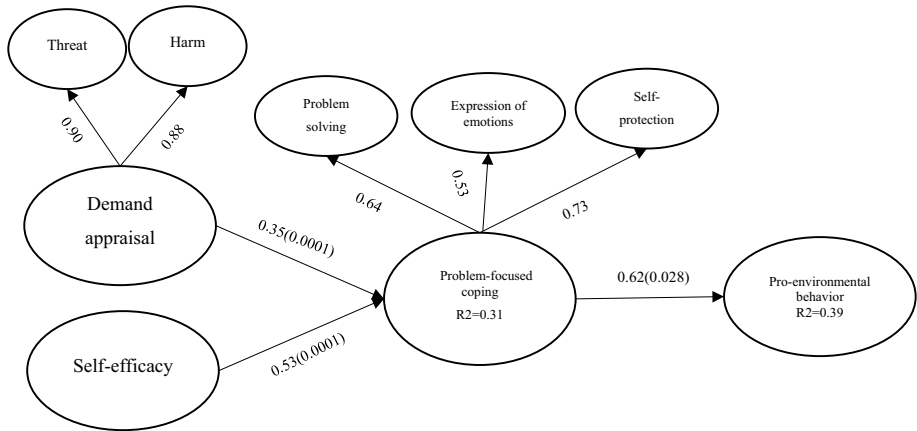 Threat
Harm
Problem
solving
Expression of
emotions
Self-
protection
0.90
0.88
0.64
0.53
0.73
Demand
appraisal
0.35(0.0001)
Problem-focused
coping
R2=0.31
0.62(0.028)
Pro-environmental
behavior
R2=0.39
Self-efficacy
0.53(0.0001)